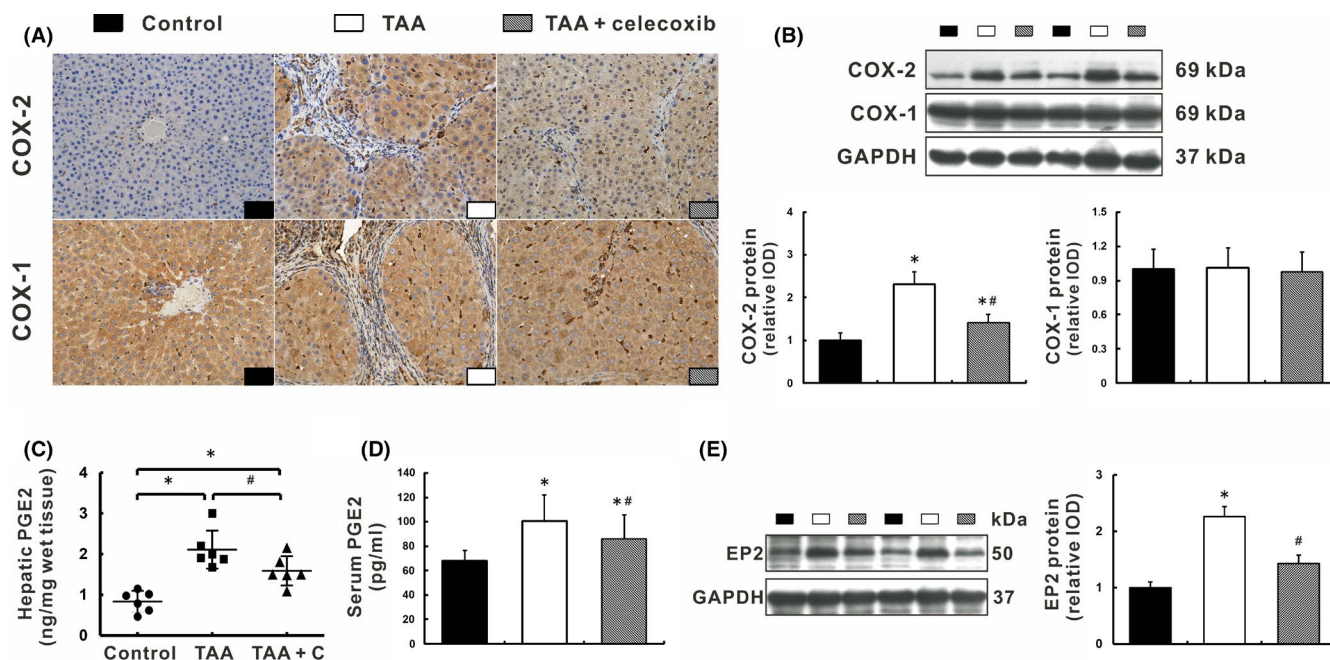 Control TAA TAA + celecoxib
(A)
COX-2
COX-1
(B)
COX-2 69 kDa
COX-1 69 kDa
GAPDH 37 kDa
COX-2 protein
(relative IOD)
4
3
2
1
0
*
*#
COX-1 protein
(relative IOD)
1.5
1.2
0.9
0.6
0.3
0
(C)
Hepatic PGE2
(ng/mg wet tissue)
4
3
2
1
0
*
* #
Control TAA TAA + C
(D)
Serum PGE2
(pg/ml)
140
120
100
80
60
40
20
0
*
*#
(E)
kDa
EP2 50
GAPDH 37
EP2 protein
(relative IOD)
3
2
1
0
*
#